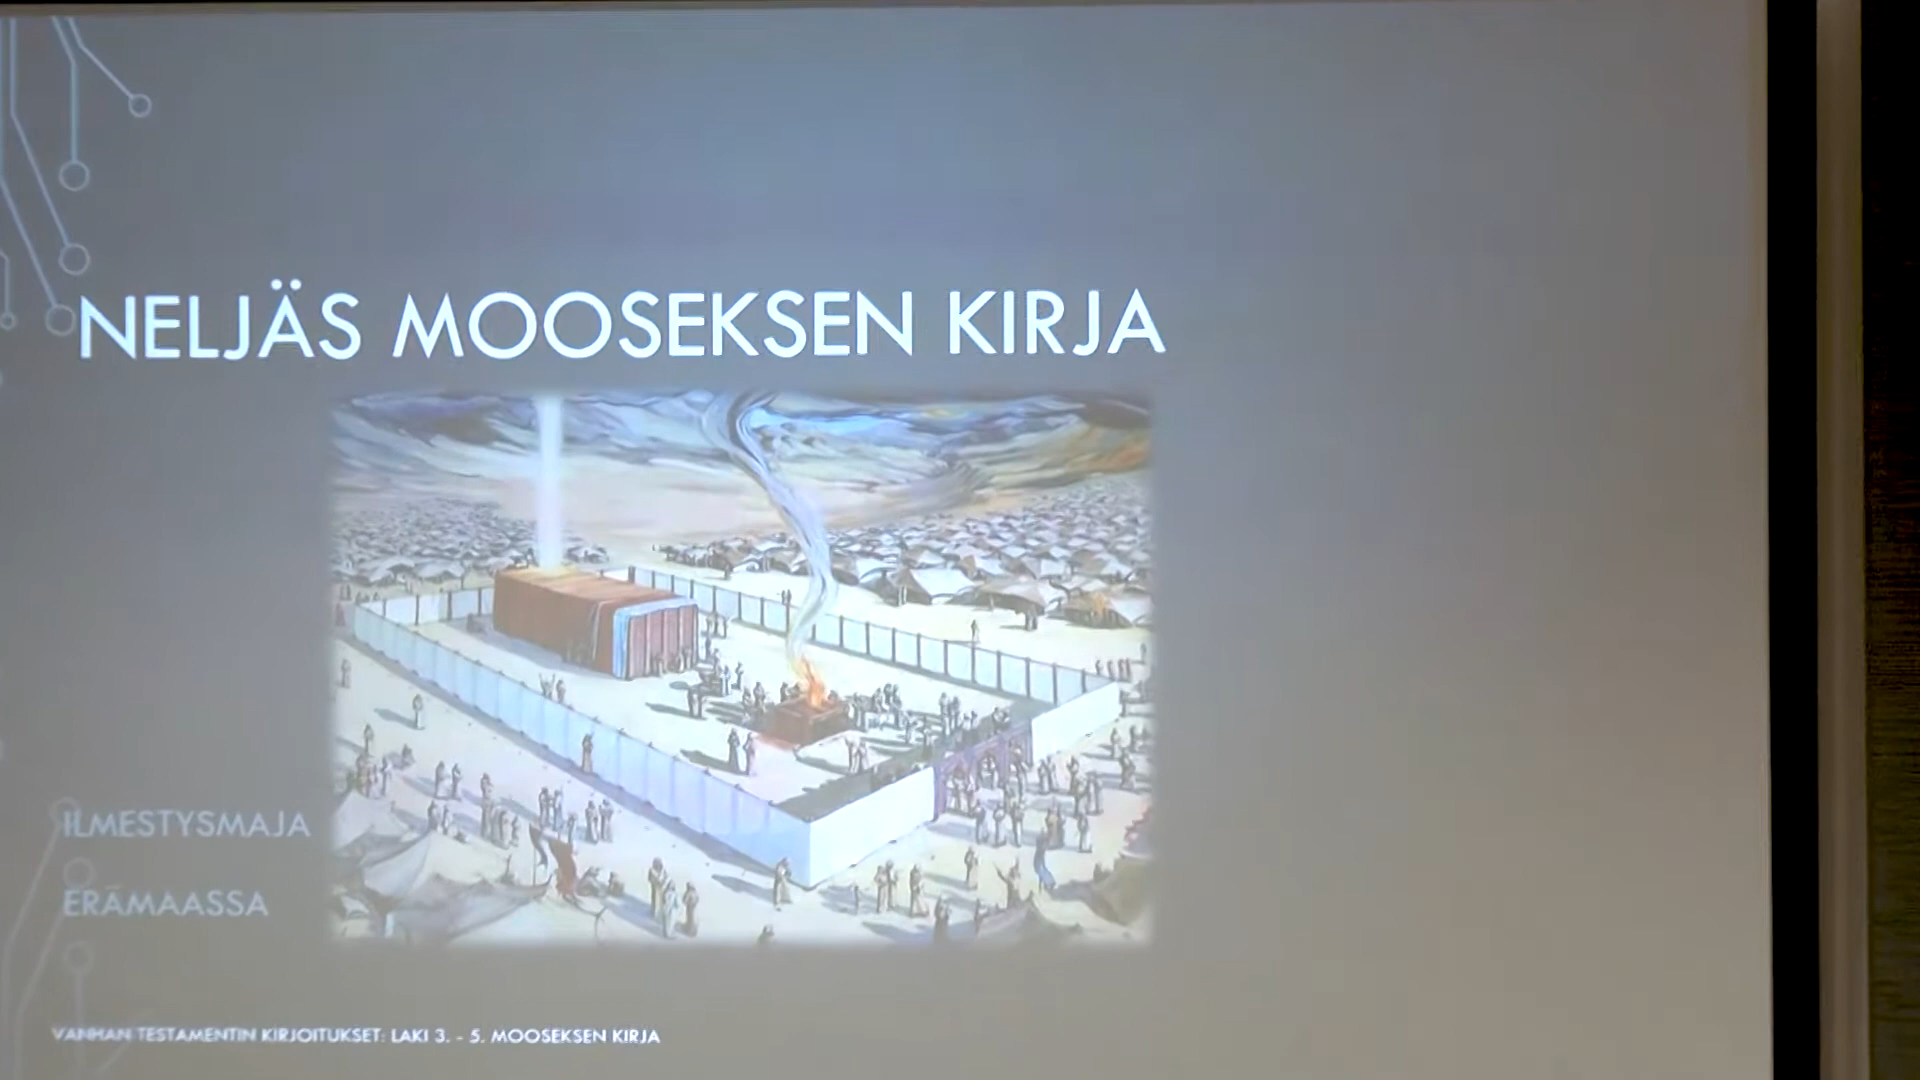 NELJÄS MOOSEKSEN KIRJA
ILMESTYSMAJA
ERÄMAASSA
VANHAN TESTAMENTIN KIRJOITUKSET: LAKI 3. - 5. MOOSEKSEN KIRJA